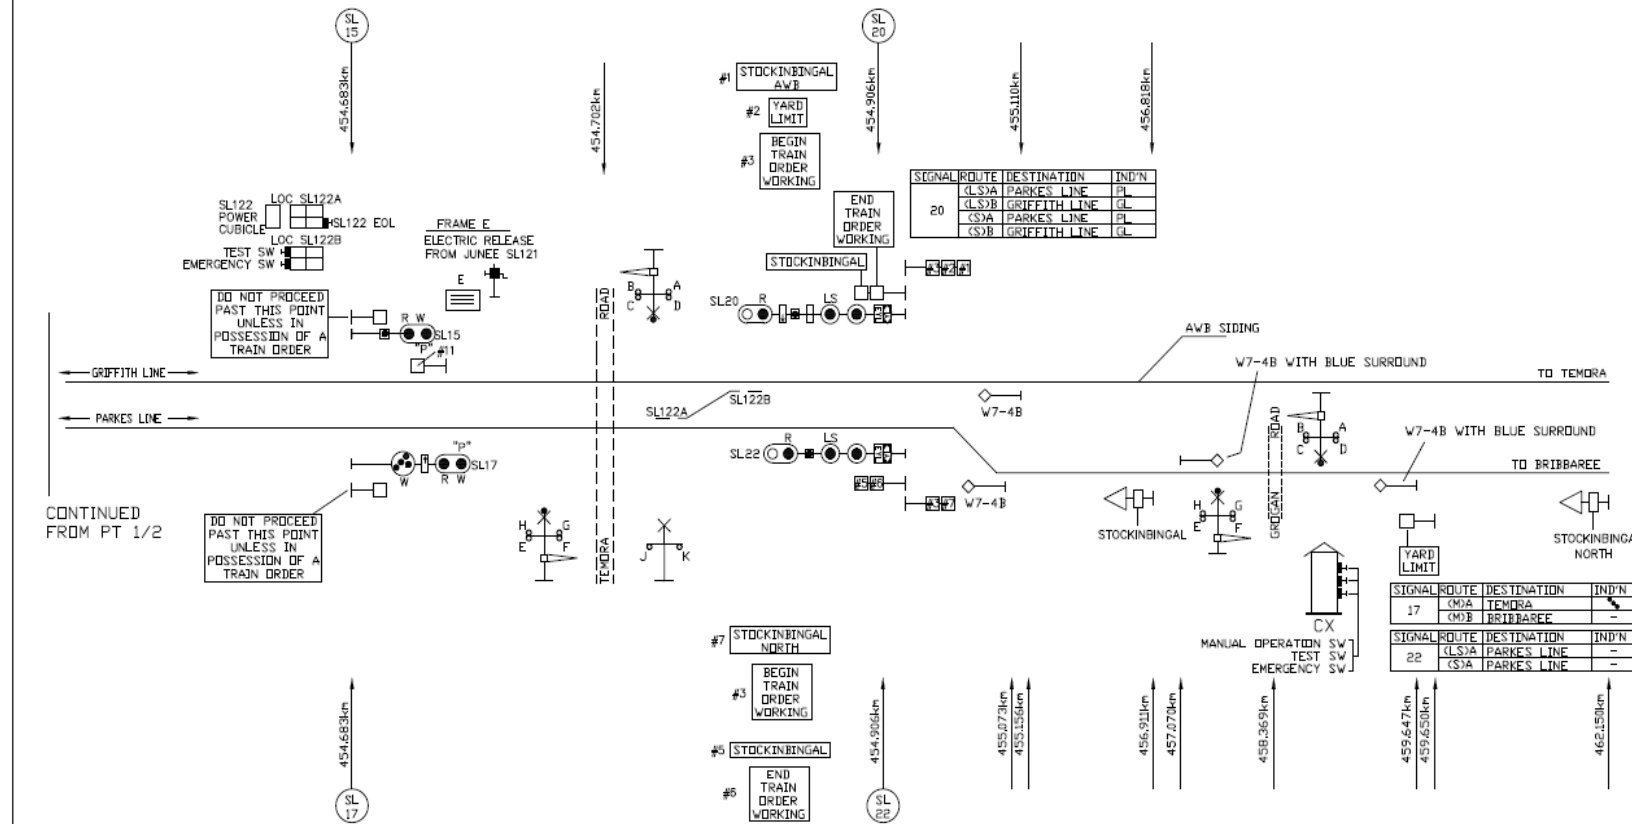 SL
15
SL
20
454.683km
454.702km
#1
STOCKINBINGAL
AWB
#2
YARD
LIMIT
#3
BEGIN
TRAIN
ORDER
WORKING
454.906km
455.110km
456.818km
SIGNAL ROUTE DESTINATION IND'N
20
(LS)A PARKES LINE PL
(LS)B GRIFFITH LINE GL
(S)A PARKES LINE PL
(S)B GRIFFITH LINE GL
END
TRAIN
ORDER
WORKING
STOCKINBINGAL
#3 #2 #1
SL122
POWER
CUBICLE
LOC SL122A
SL122 EOL
LOC SL122B
TEST SW
EMERGENCY SW
FRAME E
ELECTRIC RELEASE
FROM JUNEE SL121
E
DO NOT PROCEED
PAST THIS POINT
UNLESS IN
POSSESSION OF A
TRAIN ORDER
R W
SL15
"P"
#11
ROAD
B A
C D
SL20 R LS
AWB SIDING
W7-4B WITH BLUE SURROUND
GRIFFITH LINE
TO TEMORA
SL122A
SL122B
W7-4B
PARKES LINE
ROAD
B A
C D
W7-4B WITH BLUE SURROUND
SL22 R LS
"P"
SL17
W R W
TO BRIBBAREE
#5 #6
#3 #7
W7-4B
CONTINUED
FROM PT 1/2
DO NOT PROCEED
PAST THIS POINT
UNLESS IN
POSSESSION OF A
TRAIN ORDER
H G
E F
TEMORA
J K
STOCKINBINGAL
H G
E F
GROGAN
YARD
LIMIT
STOCKINBINGA
NORTH
CX
MANUAL OPERATION SW
TEST SW
EMERGENCY SW
SIGNAL ROUTE DESTINATION IND'N
17
(M)A TEMORA
(M)B BRIBBAREE -
SIGNAL ROUTE DESTINATION IND'N
22
(LS)A PARKES LINE -
(S)A PARKES LINE -
#7
STOCKINBINGAL
NORTH
#3
BEGIN
TRAIN
ORDER
WORKING
#5
STOCKINBINGAL
#6
END
TRAIN
ORDER
WORKING
454.683km
454.906km
455.073km
455.156km
456.911km
457.070km
458.369km
459.647km
459.650km
462.150km
SL
17
SL
22